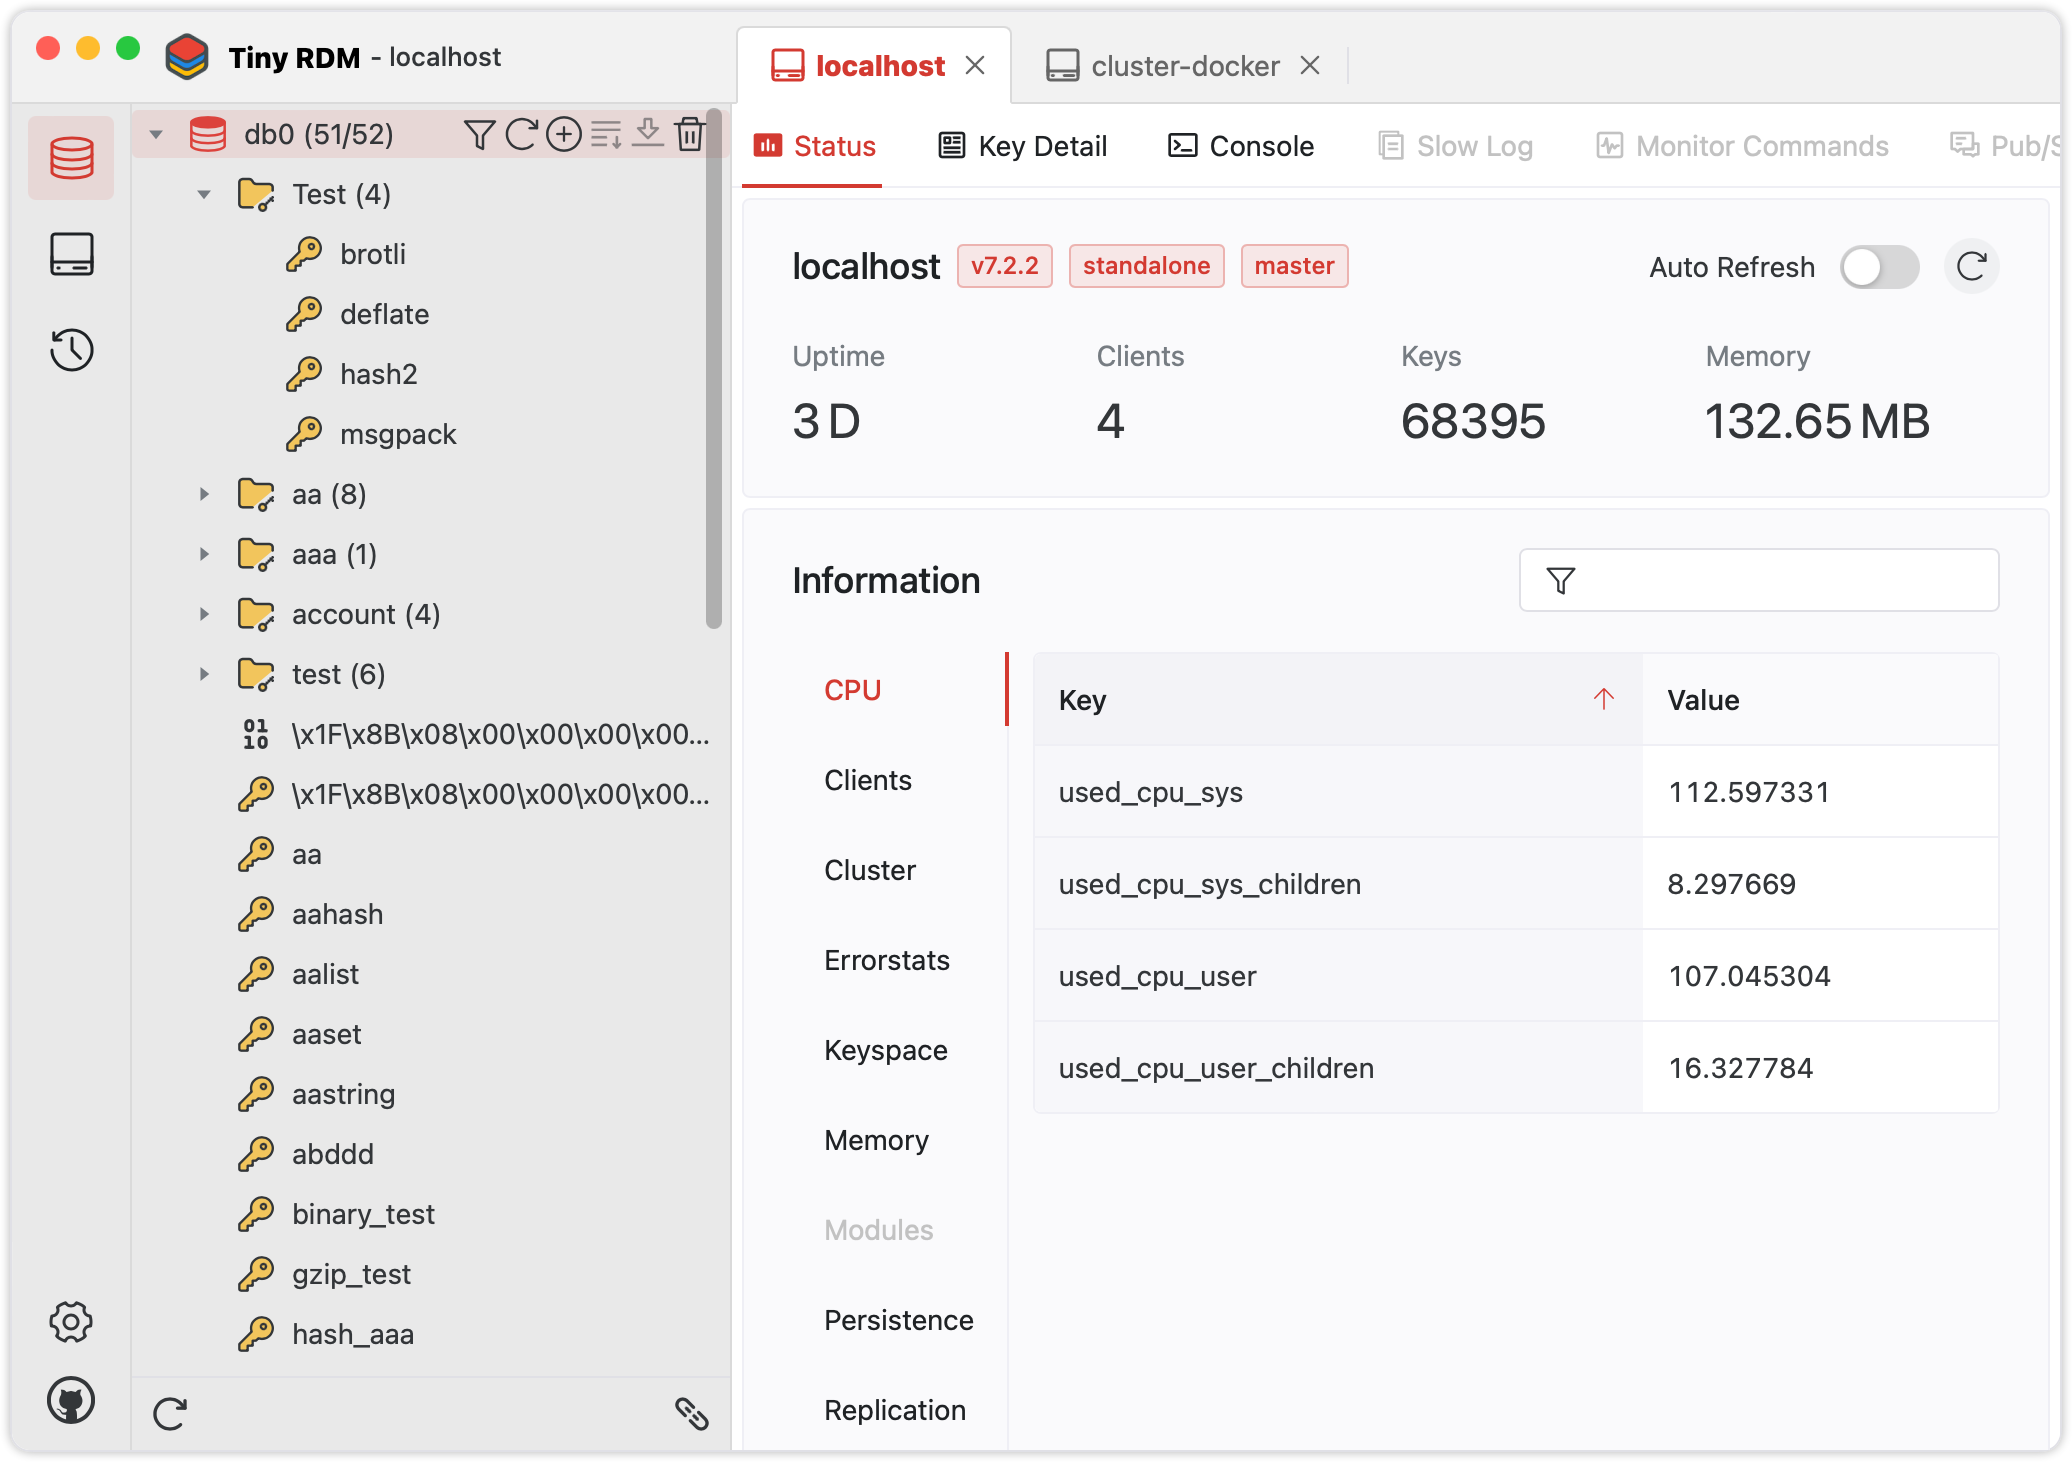 Tiny RDM - localhost
localhost
cluster-docker
db0 (51/52)
Test (4)
brotli
deflate
hash2
msgpack
aa (8)
aaa (1)
account (4)
test (6)
\x1F\x8B\x08\x00\x00\x00\x00...
\x1F\x8B\x08\x00\x00\x00\x00...
aa
aahash
aalist
aaset
aastring
abddd
binary_test
gzip_test
hash_aaa
Status
Key Detail
Console
Slow Log
Monitor Commands
Pub/S
localhost v7.2.2 standalone master
Auto Refresh
Uptime Clients Keys Memory
3 D 4 68395 132.65 MB
Information
CPU
Clients
Cluster
Errorstats
Keyspace
Memory
Modules
Persistence
Replication
Key Value
used_cpu_sys 112.597331
used_cpu_sys_children 8.297669
used_cpu_user 107.045304
used_cpu_user_children 16.327784